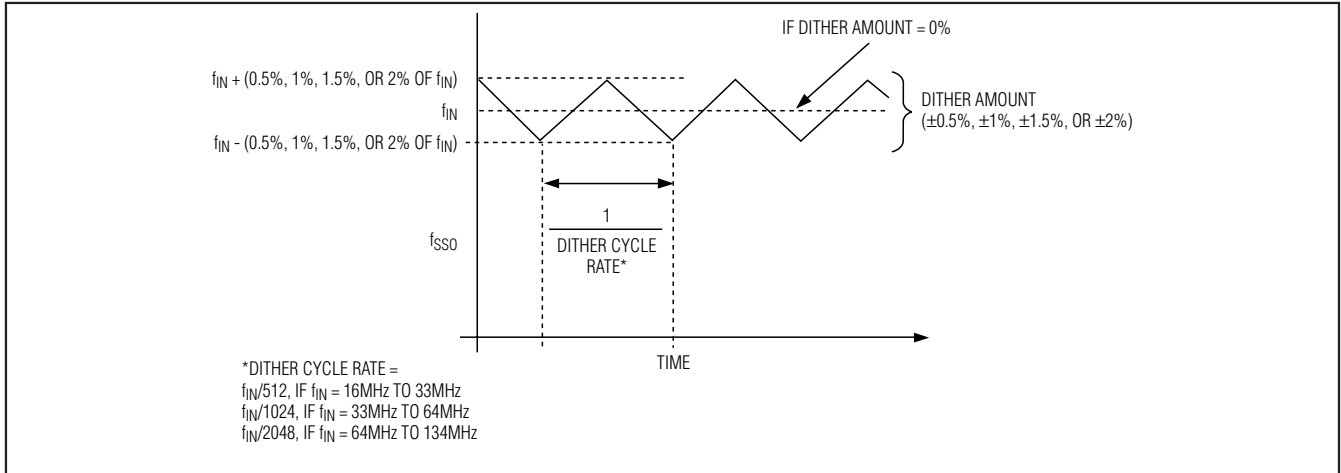 IF DITHER AMOUNT = 0%
fIN + (0.5%, 1%, 1.5%, OR 2% OF fIN)
fIN
fIN - (0.5%, 1%, 1.5%, OR 2% OF fIN)
DITHER AMOUNT
(±0.5%, ±1%, ±1.5%, OR ±2%)
fSSO
1
DITHER CYCLE
RATE*
TIME
*DITHER CYCLE RATE =
fIN/512, IF fIN = 16MHz TO 33MHz
fIN/1024, IF fIN = 33MHz TO 64MHz
fIN/2048, IF fIN = 64MHz TO 134MHz